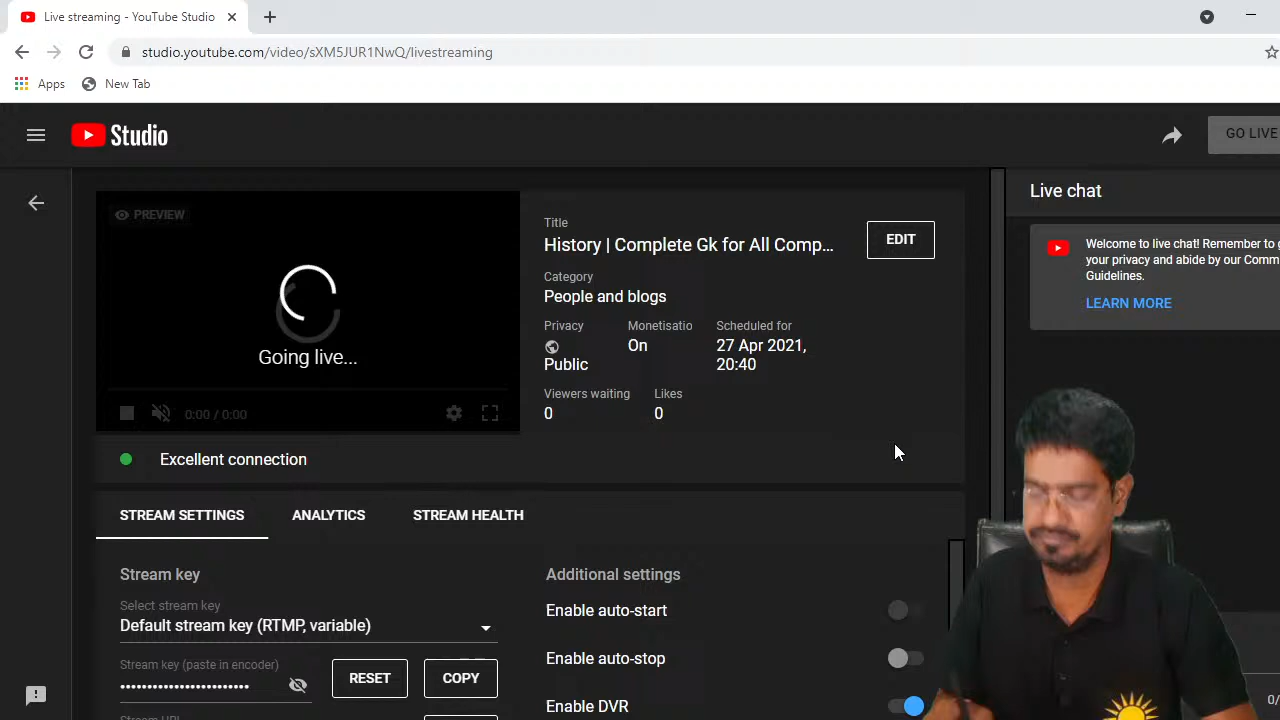 Live streaming - YouTube Studio
studio.youtube.com/video/sXM5JUR1NwQ/livestreaming
Apps
New Tab
Studio
GO LIVE
PREVIEW
Going live...
0:00 / 0:00
Title
History | Complete Gk for All Comp...
EDIT
Category
People and blogs
Privacy
Monetisatio
Scheduled for
Public
On
27 Apr 2021,
20:40
Viewers waiting
Likes
0
0
Excellent connection
Live chat
Welcome to live chat! Remember to g
your privacy and abide by our Comm
Guidelines.
LEARN MORE
STREAM SETTINGS
ANALYTICS
STREAM HEALTH
Stream key
Select stream key
Default stream key (RTMP, variable)
Stream key (paste in encoder)
••••••••••••••••••••••••
RESET
COPY
Additional settings
Enable auto-start
Enable auto-stop
Enable DVR
0/